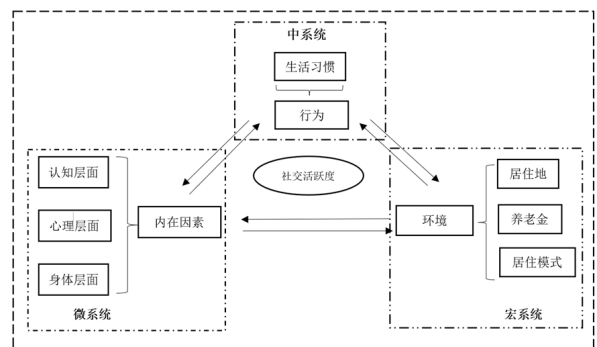 中系统
生活习惯
行为
认知层面
心理层面
身体层面
内在因素
微系统
社交活跃度
环境
居住地
养老金
居住模式
宏系统